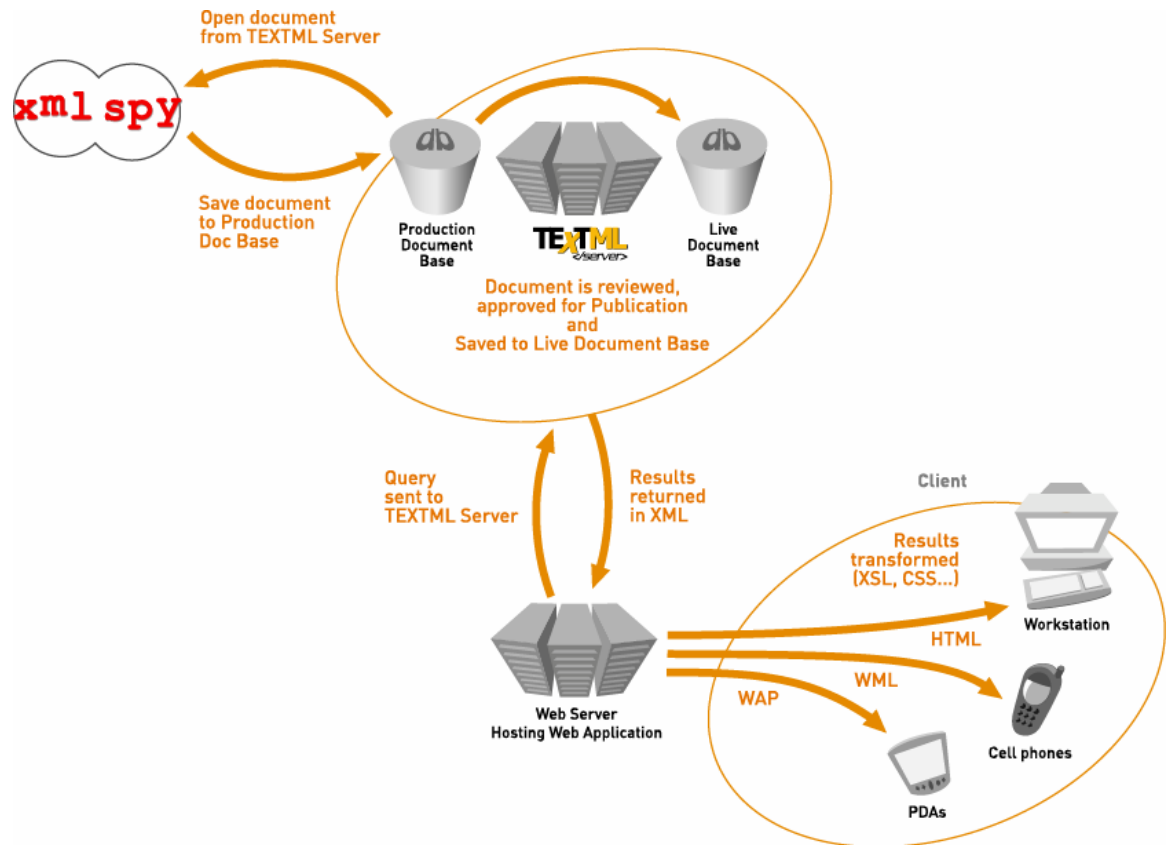 Open document
from TEXTML Server
xml spy
Save document
to Production
Doc Base
db
db
Production
Document
Base
TEXTML
</server>
Live
Document
Base
Document is reviewed,
approved for Publication
and
Saved to Live Document Base
Query
sent to
TEXTML Server
Results
returned
in XML
Client
Results
transformed
(XSL, CSS...)
Workstation
HTML
WML
WAP
Web Server
Hosting Web Application
Cell phones
PDAs